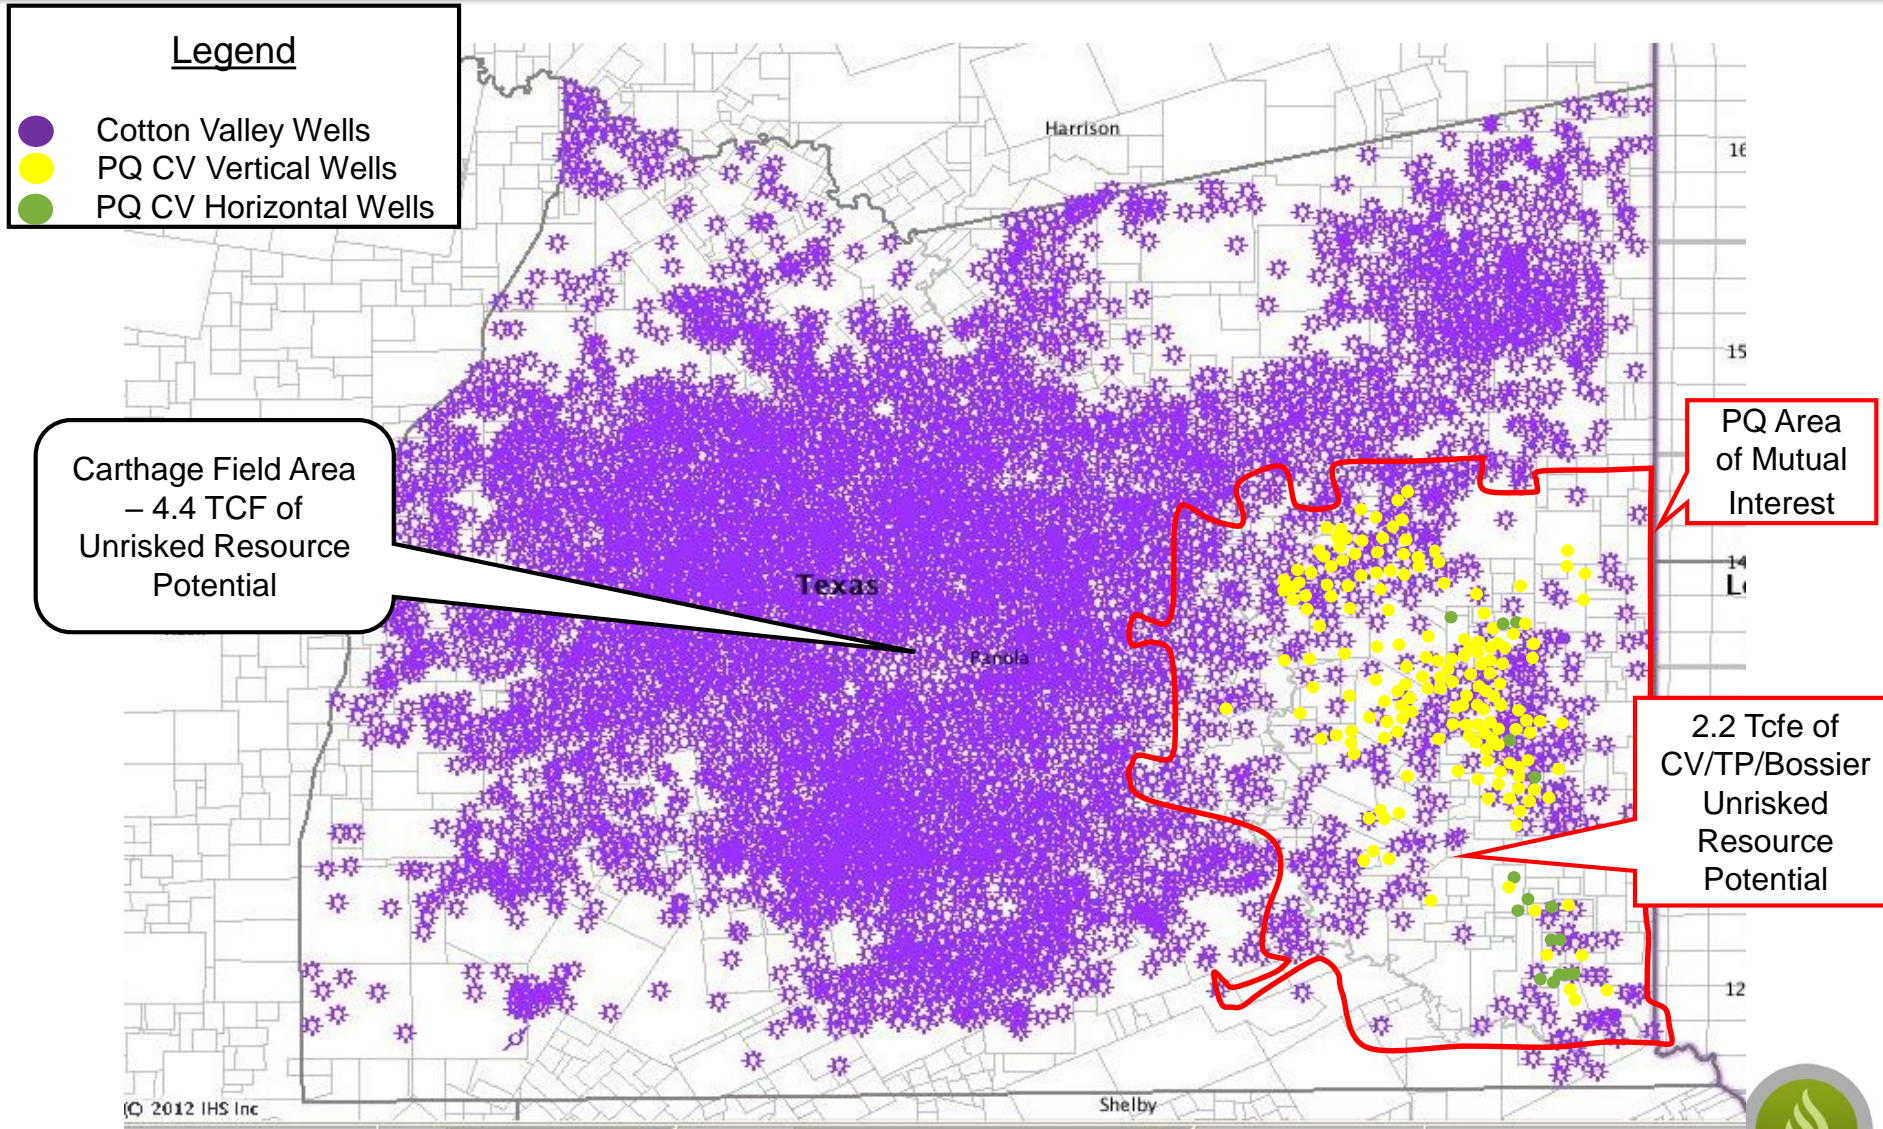 Legend
Cotton Valley Wells
PQ CV Vertical Wells
PQ CV Horizontal Wells
Harrison
16
15
PQ Area
of Mutual
Interest
Carthage Field Area
– 4.4 TCF of
Unrisked Resource
Potential
Texas
14
Panola
2.2 Tcfe of
CV/TP/Bossier
Unrisked
Resource
Potential
12
(C) 2012 IHS Inc
Shelby